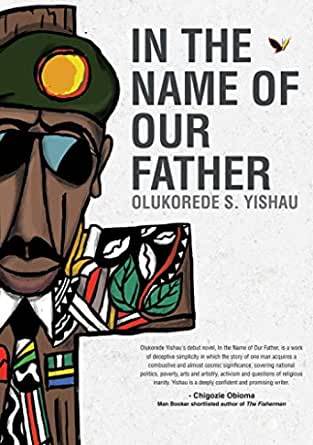 IN THE
NAME OF
OUR
FATHER
OLUKOREDE S. YISHAU
Olukorede Yishau's debut novel, In the Name of Our Father, is a work
of deceptive simplicity in which the story of one man acquires a
combustive and almost cosmic significance, covering national
politics, poverty, arts and artistry, activism and questions of religious
inanity. Yishau is a deeply confident and promising writer.
- Chigozie Obioma
Man Booker shortlisted author of The Fishermen